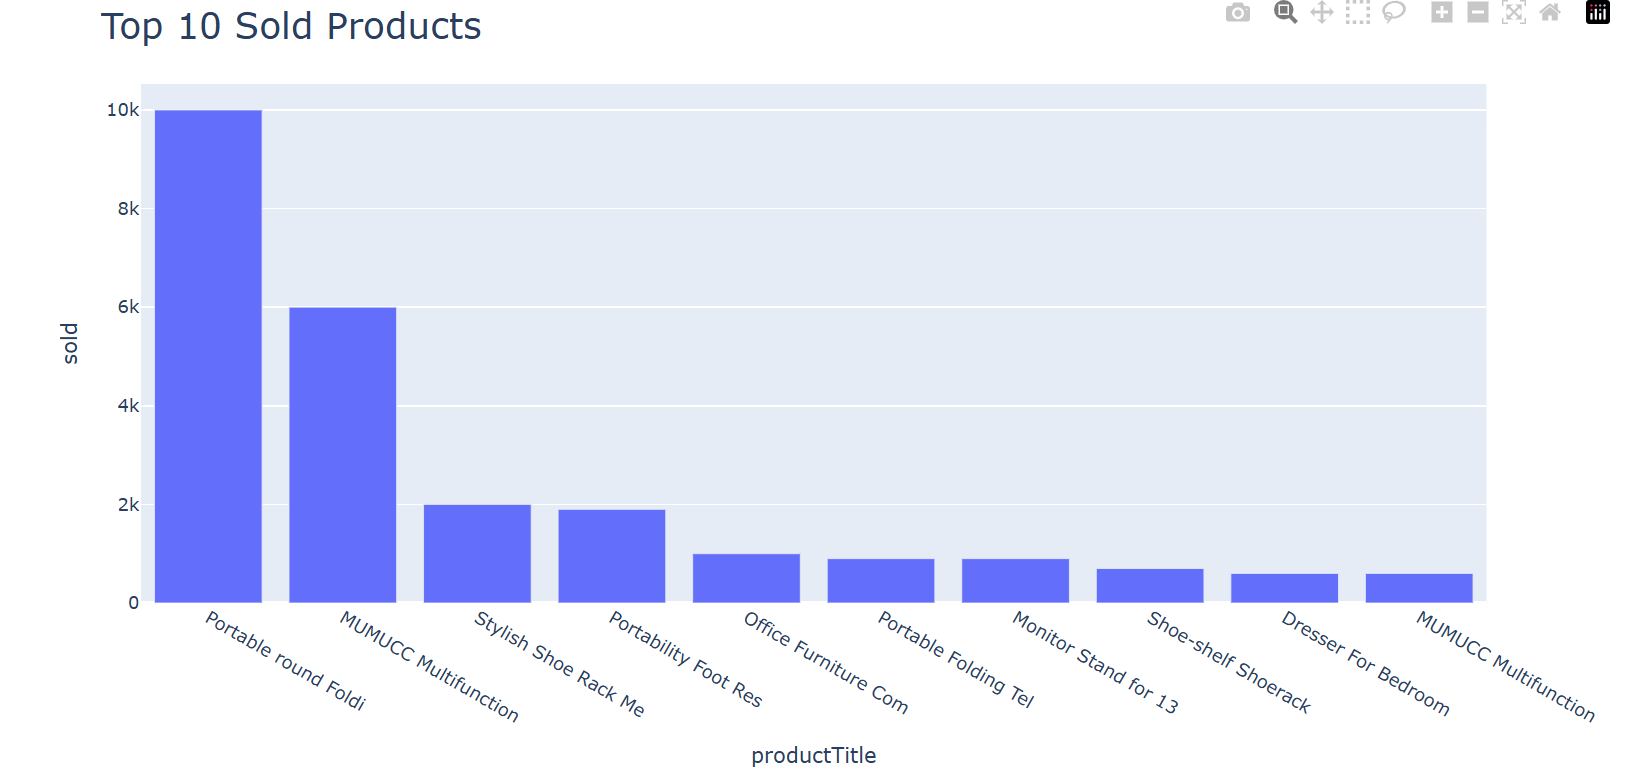 Top 10 Sold Products
10k
8k
6k
4k
2k
0
sold
Portable round Foldi
MUMUCC Multifunction
Stylish Shoe Rack Me
Portability Foot Res
Office Furniture Com
Portable Folding Tel
Monitor Stand for 13
Shoe-shelf Shoerack
Dresser For Bedroom
MUMUCC Multifunction
productTitle